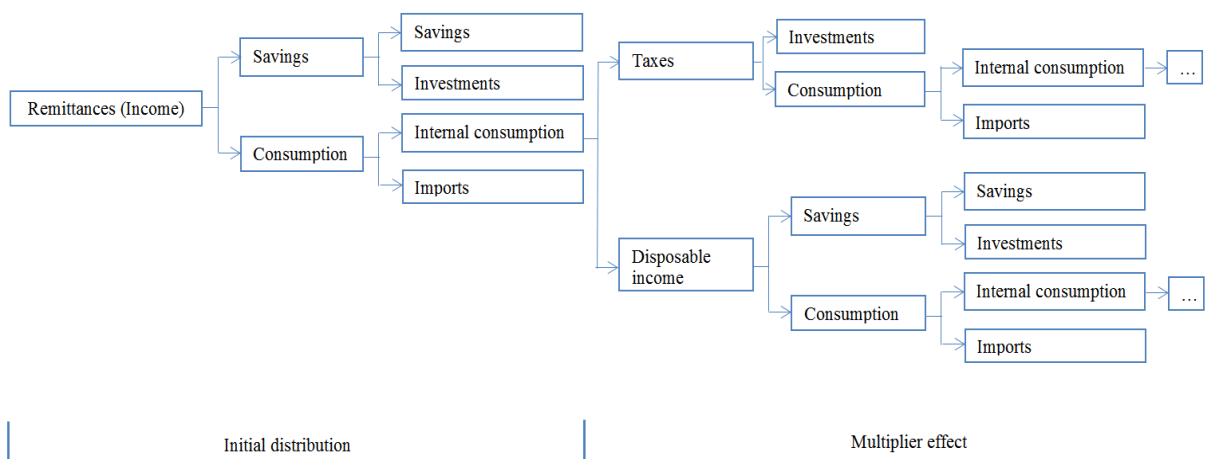 Remittances (Income)
Savings
Consumption
Savings
Investments
Internal consumption
Imports
Taxes
Disposable
income
Investments
Consumption
Internal consumption
...
Imports
Savings
Consumption
Savings
Investments
Internal consumption
...
Imports
Initial distribution
Multiplier effect